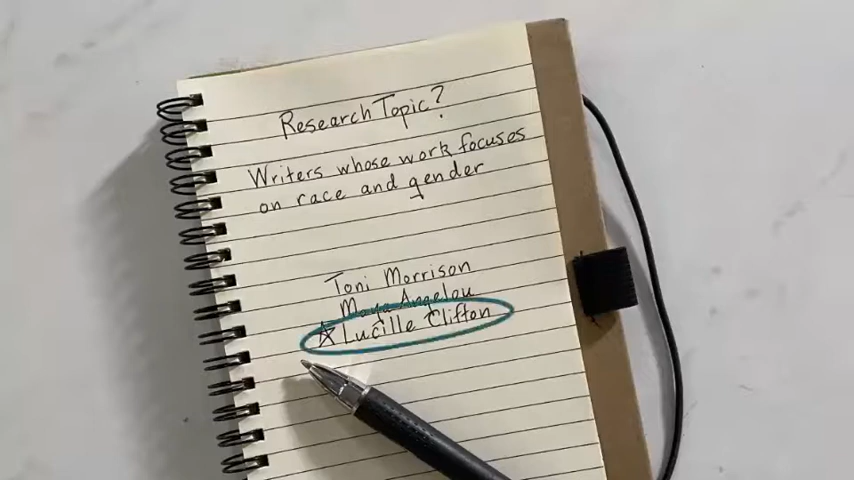 Research Topic?
Writers whose work focuses
on race and gender
Toni Morrison
Maya Angelou
☆ Lucille Clifton